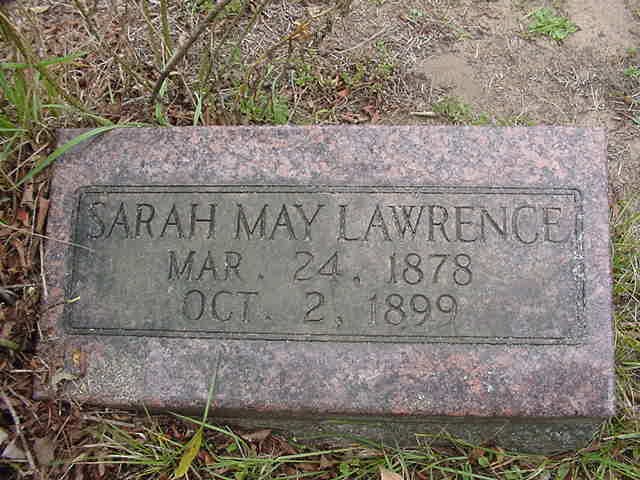 SARAH MAY LAWRENCE
MAR. 24, 1878
OCT. 2, 1899